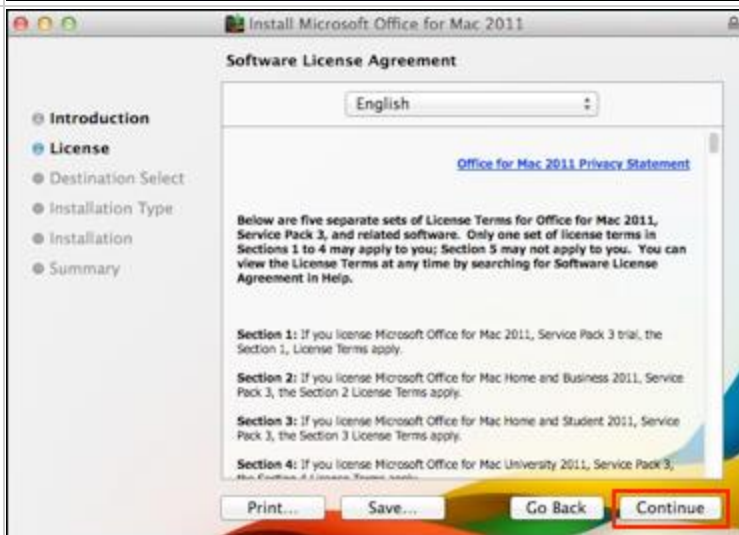 Install Microsoft Office for Mac 2011
Software License Agreement
Introduction
License
Destination Select
Installation Type
Installation
Summary
English
Office for Mac 2011 Privacy Statement
Below are five separate sets of License Terms for Office for Mac 2011,
Service Pack 3, and related software. Only one set of license terms in
Sections 1 to 4 may apply to you; Section 5 may not apply to you. You can
view the License Terms at any time by searching for Software License
Agreement in Help.
Section 1: If you license Microsoft Office for Mac 2011, Service Pack 3 trial, the
Section 1, License Terms apply.
Section 2: If you license Microsoft Office for Mac Home and Business 2011, Service
Pack 3, the Section 2 License Terms apply.
Section 3: If you license Microsoft Office for Mac Home and Student 2011, Service
Pack 3, the Section 3 License Terms apply.
Section 4: If you license Microsoft Office for Mac University 2011, Service Pack 3,
the Section 4 License Terms apply.
Print...
Save...
Go Back
Continue